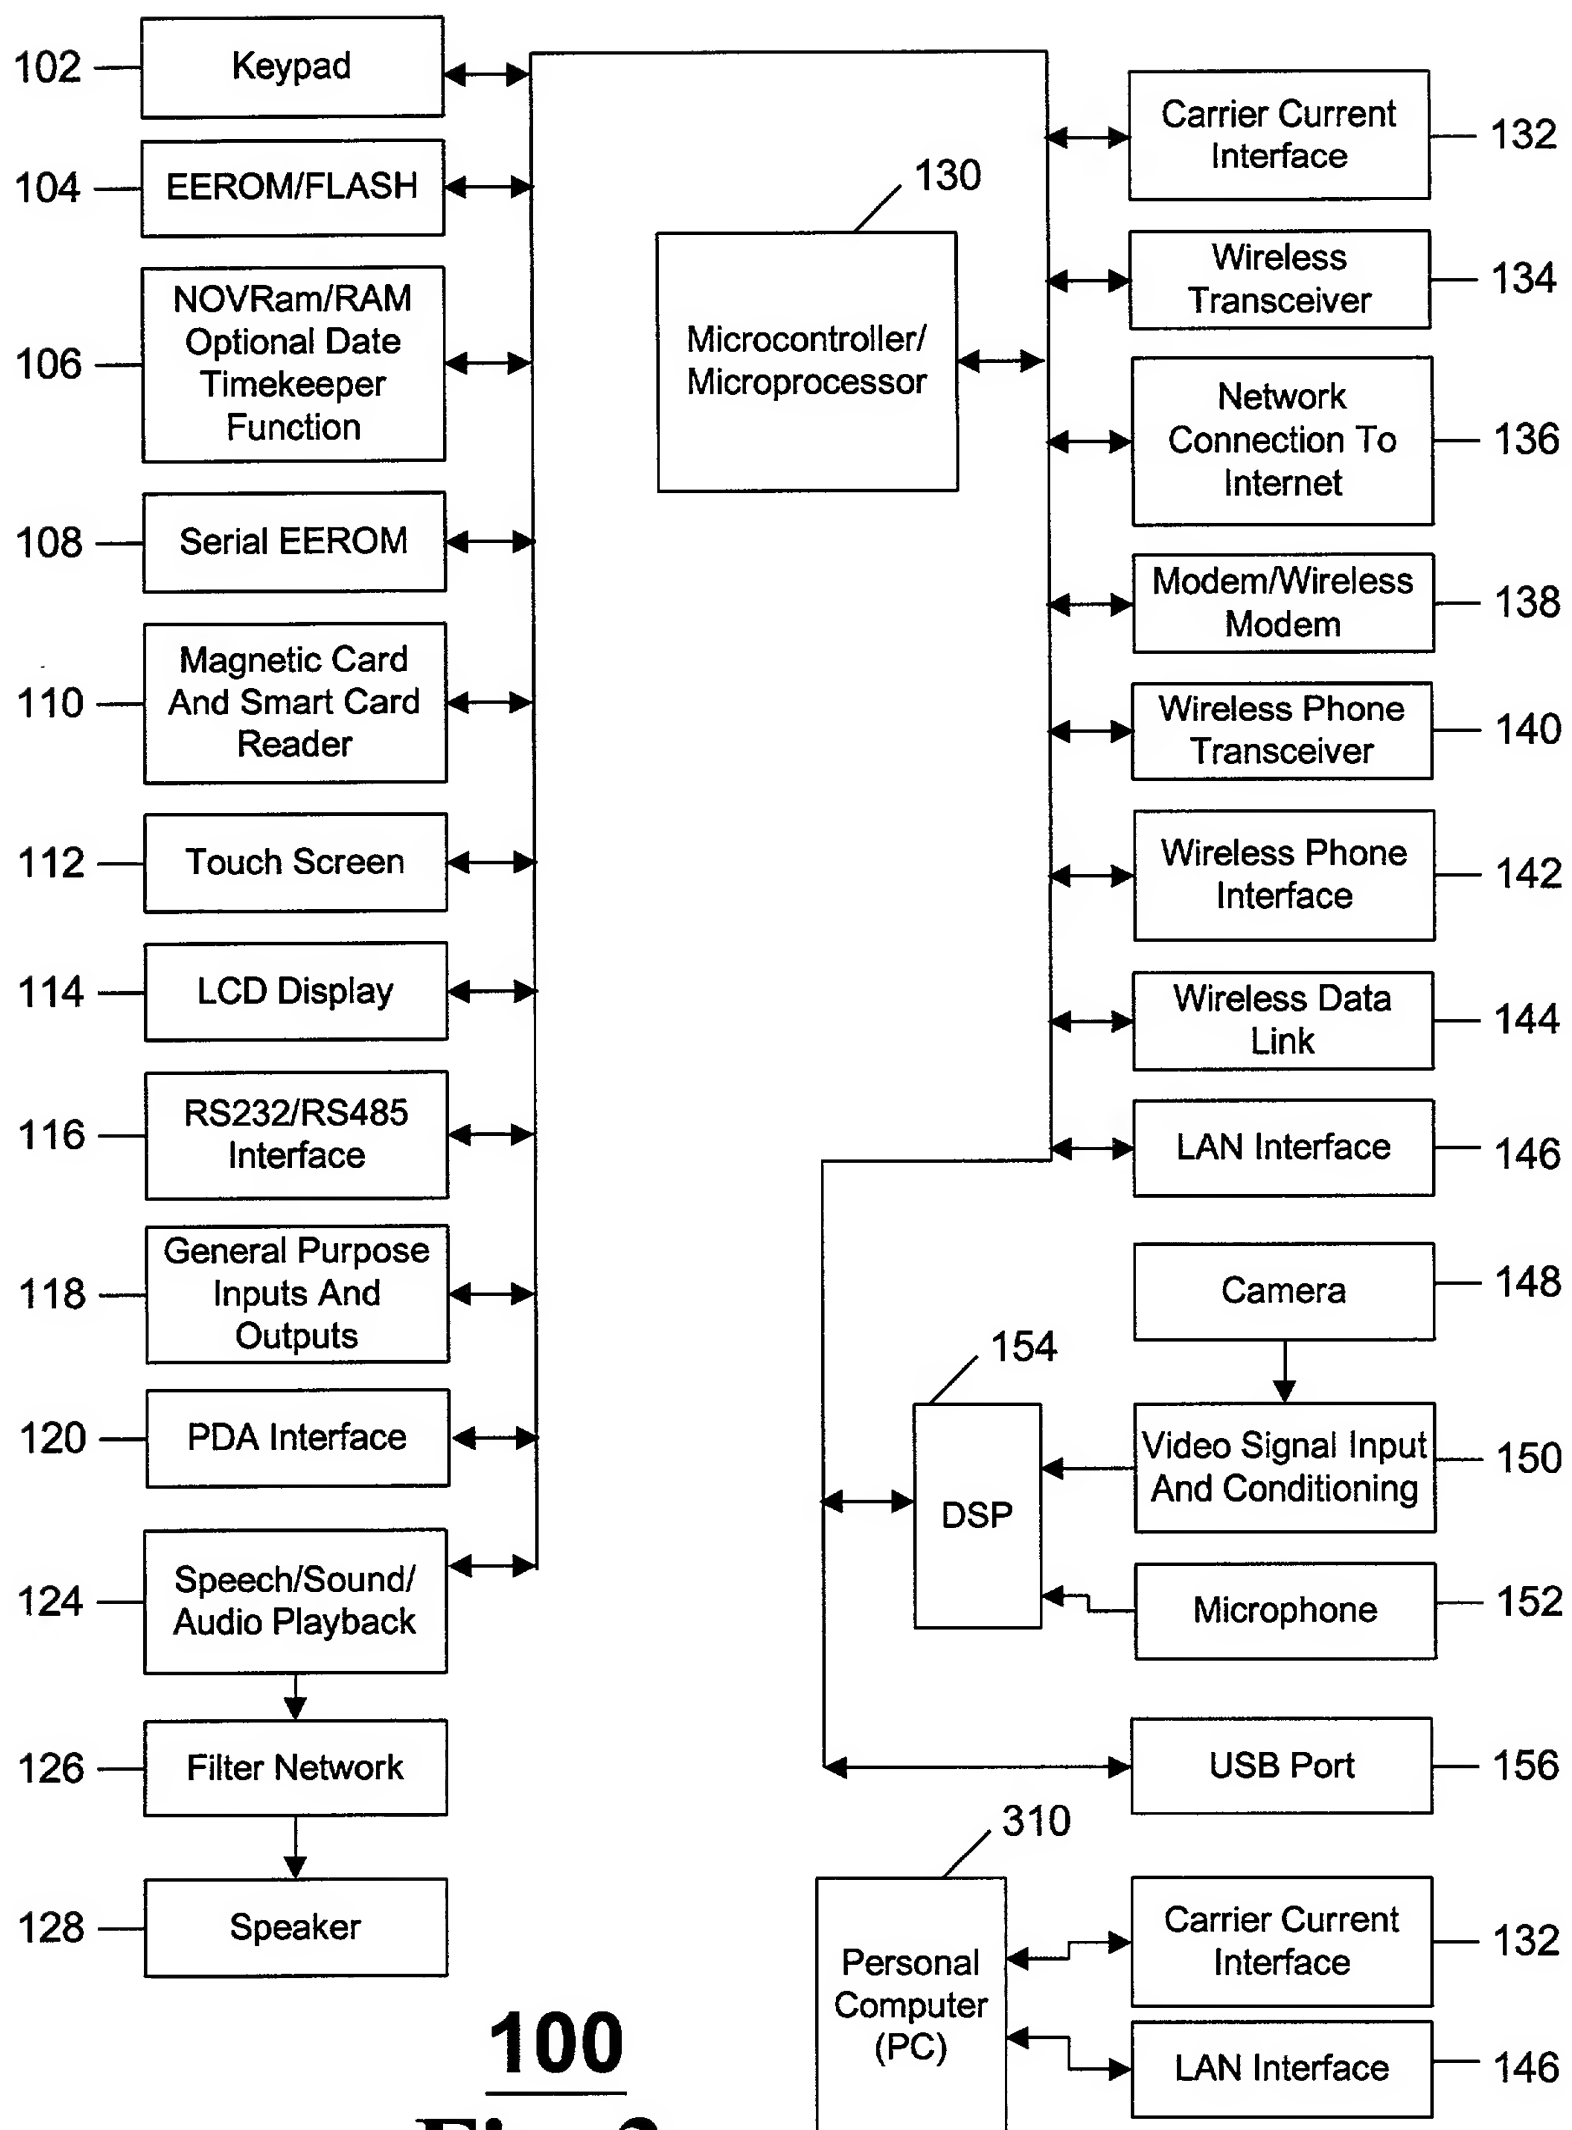 102
Keypad
104
EEROM/FLASH
106
NOVRam/RAM
Optional Date
Timekeeper
Function
108
Serial EEROM
110
Magnetic Card
And Smart Card
Reader
112
Touch Screen
114
LCD Display
116
RS232/RS485
Interface
118
General Purpose
Inputs And
Outputs
120
PDA Interface
124
Speech/Sound/
Audio Playback
126
Filter Network
128
Speaker
130
Microcontroller/
Microprocessor
Carrier Current
Interface
132
Wireless
Transceiver
134
Network
Connection To
Internet
136
Modem/Wireless
Modem
138
Wireless Phone
Transceiver
140
Wireless Phone
Interface
142
Wireless Data
Link
144
LAN Interface
146
Camera
148
154
DSP
Video Signal Input
And Conditioning
150
Microphone
152
USB Port
156
310
Personal
Computer
(PC)
Carrier Current
Interface
132
LAN Interface
146
100